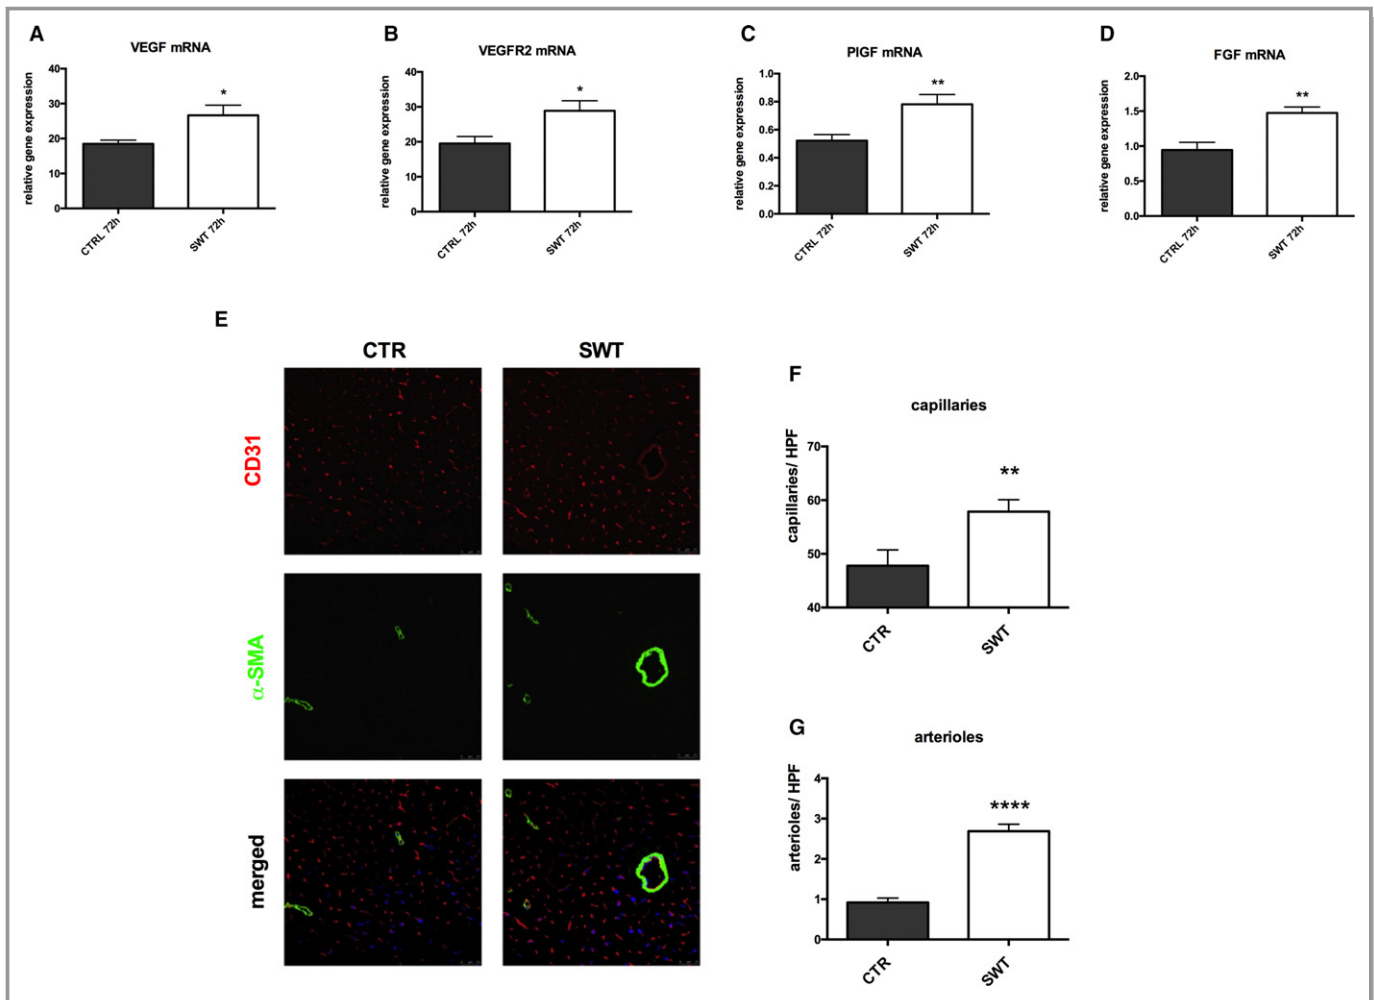 A
VEGF mRNA
relative gene expression
40
30
20
10
0
*
CTRL 72h
SWT 72h
B
VEGFR2 mRNA
relative gene expression
40
30
20
10
0
*
CTRL 72h
SWT 72h
C
PlGF mRNA
relative gene expression
1.0
0.8
0.6
0.4
0.2
0.0
**
CTRL 72h
SWT 72h
D
FGF mRNA
relative gene expression
2.0
1.5
1.0
0.5
0.0
**
CTRL 72h
SWT 72h
E
CTR
SWT
CD31
α-SMA
merged
F
capillaries
capillaries/ HPF
70
60
50
40
**
CTR
SWT
G
arterioles
arterioles/ HPF
4
3
2
1
0
****
CTR
SWT